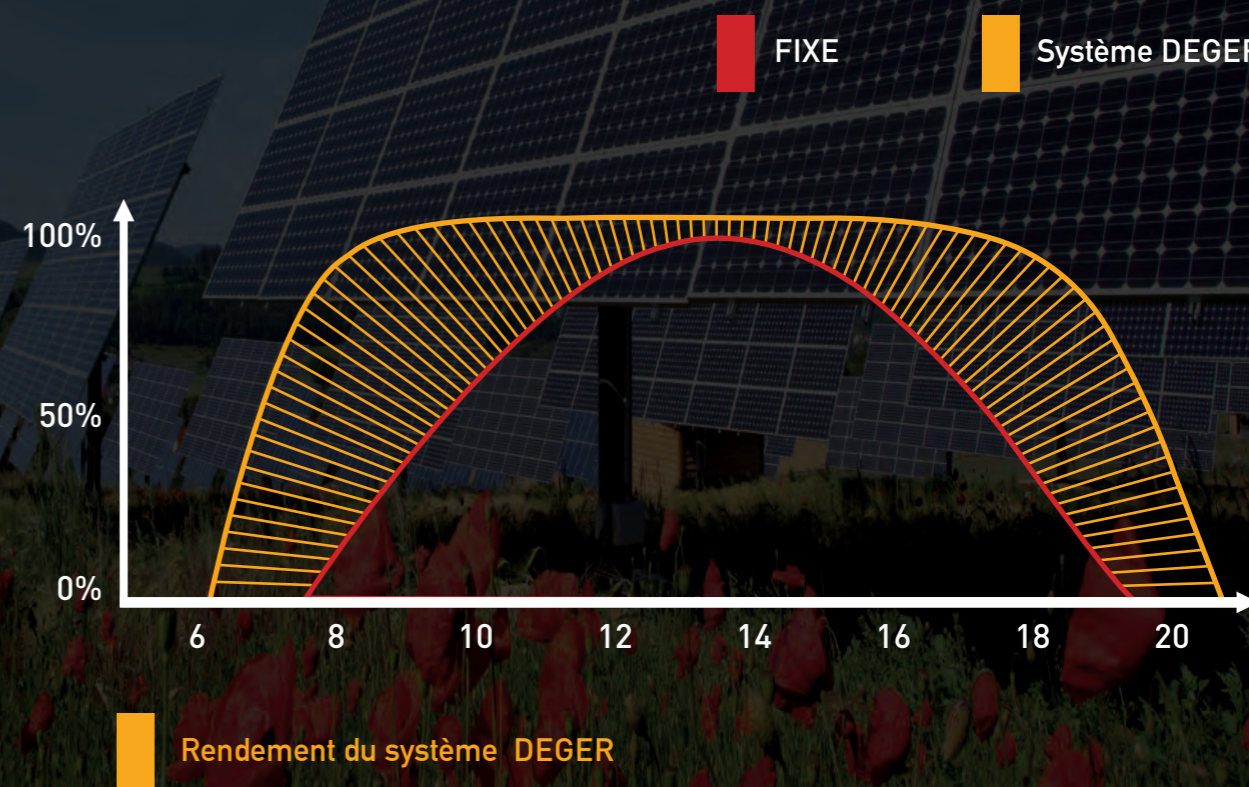 FIXE
Système DEGER
100%
50%
0%
6 8 10 12 14 16 18 20
Rendement du système DEGER